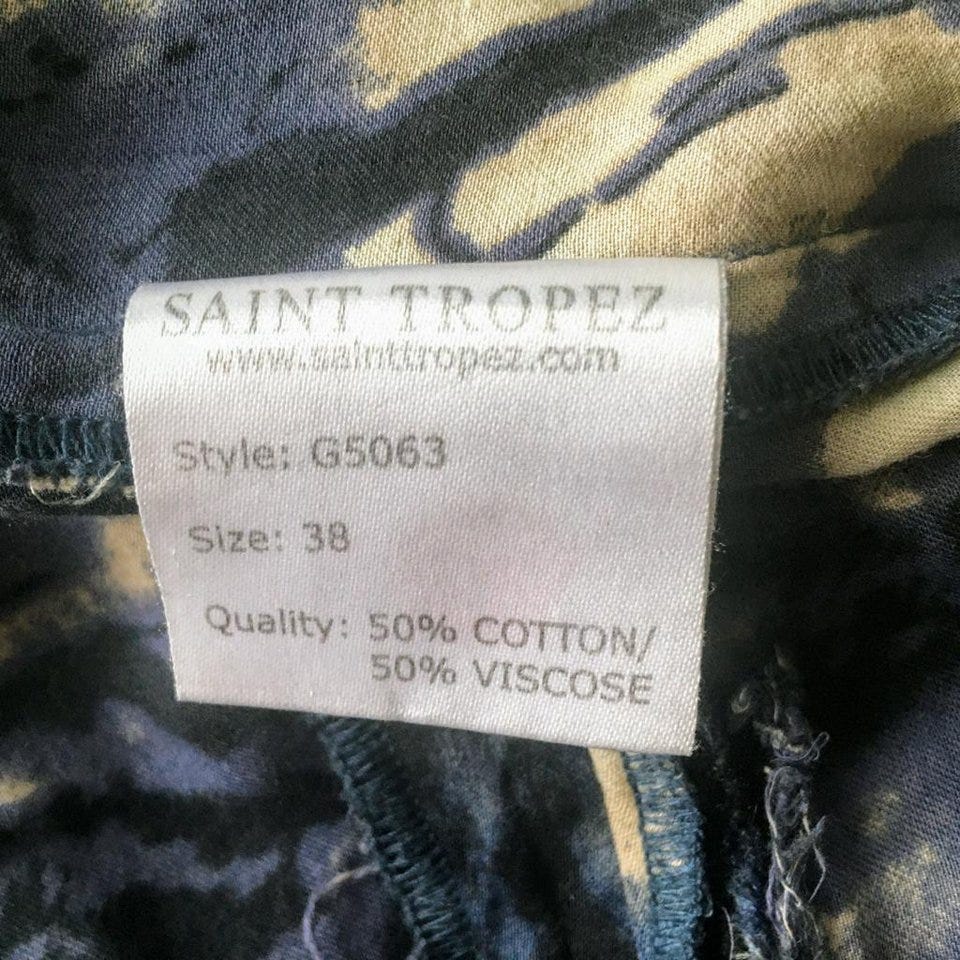 SAINT TROPEZ
www.sainttropez.com
Style: G5063
Size: 38
Quality: 50% COTTON/
50% VISCOSE